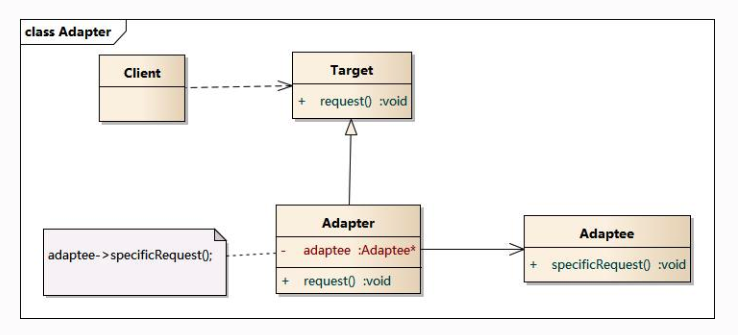 class Adapter
Client
Target
+ request() :void
Adapter
- adaptee :Adaptee*
+ request() :void
adaptee->specificRequest();
Adaptee
+ specificRequest() :void